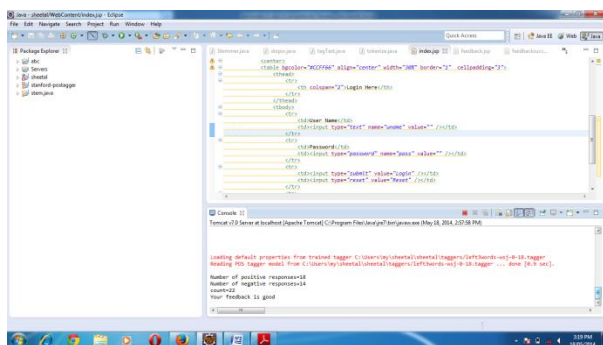 Java - sheetal/WebContent/index.jsp - Eclipse
File Edit Navigate Search Project Run Window Help
Quick Access
Java EE
Web
Java
Package Explorer
abc
Servers
sheetal
stanford-postagger
stem.java
Stemmer.java
tagText.java
tokenize.java
index.jsp
feedback.jsp
<center>
<table bgcolor="#CCFF66" align="center" width="30%" border="2" cellpadding="3">
<thead>
<tr>
<th colspan="2">Login Here</th>
</tr>
</thead>
<tbody>
<tr>
<td>User Name</td>
<td><input type="text" name="uname" value="" /></td>
</tr>
<tr>
<td>Password</td>
<td><input type="password" name="pass" value="" /></td>
</tr>
<tr>
<td><input type="submit" value="Login" /></td>
<td><input type="reset" value="Reset" /></td>
</tr>
Console
Tomcat v7.0 Server at localhost [Apache Tomcat] C:\Program Files\Java\jre7\bin\javaw.exe (May 18, 2014, 2:57:58 PM)
Loading default properties from trained tagger C:\Users\my\sheetal\sheetal\taggers/left3words-wsj-0-18.tagger
Reading POS tagger model from C:\Users\my\sheetal\sheetal\taggers/left3words-wsj-0-18.tagger ... done [0.9 sec].
Number of positive responses=18
Number of negative responses=14
count=22
Your feedback is good
3:19 PM
18/05/2014